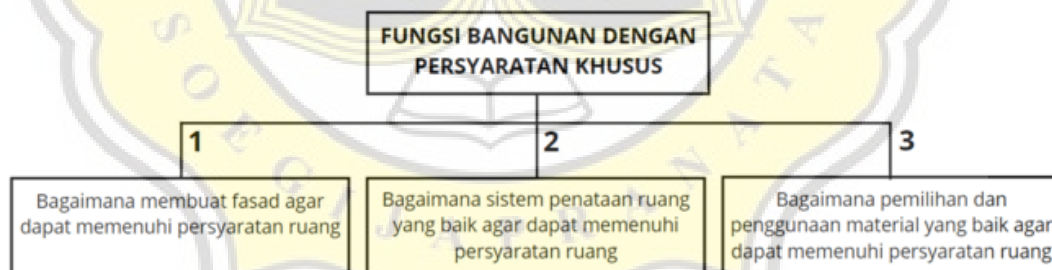 FUNGSI BANGUNAN DENGAN
PERSYARATAN KHUSUS
1
2
3
Bagaimana membuat fasad agar
dapat memenuhi persyaratan ruang
Bagaimana sistem penataan ruang
yang baik agar dapat memenuhi
persyaratan ruang
Bagaimana pemilihan dan
penggunaan material yang baik agar
dapat memenuhi persyaratan ruang
SOEGIJAPRANATA